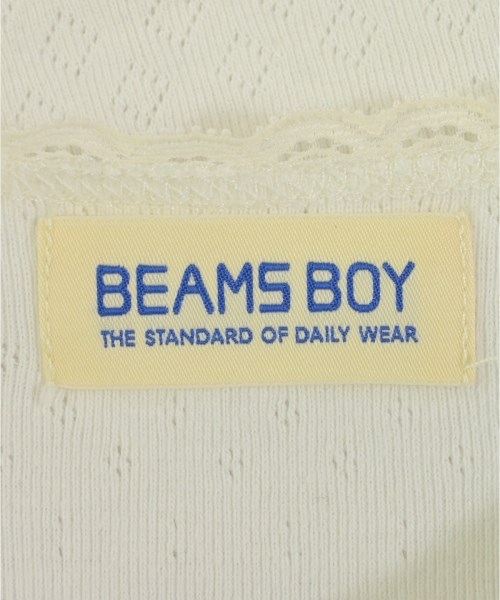 BEAMS BOY
THE STANDARD OF DAILY WEAR